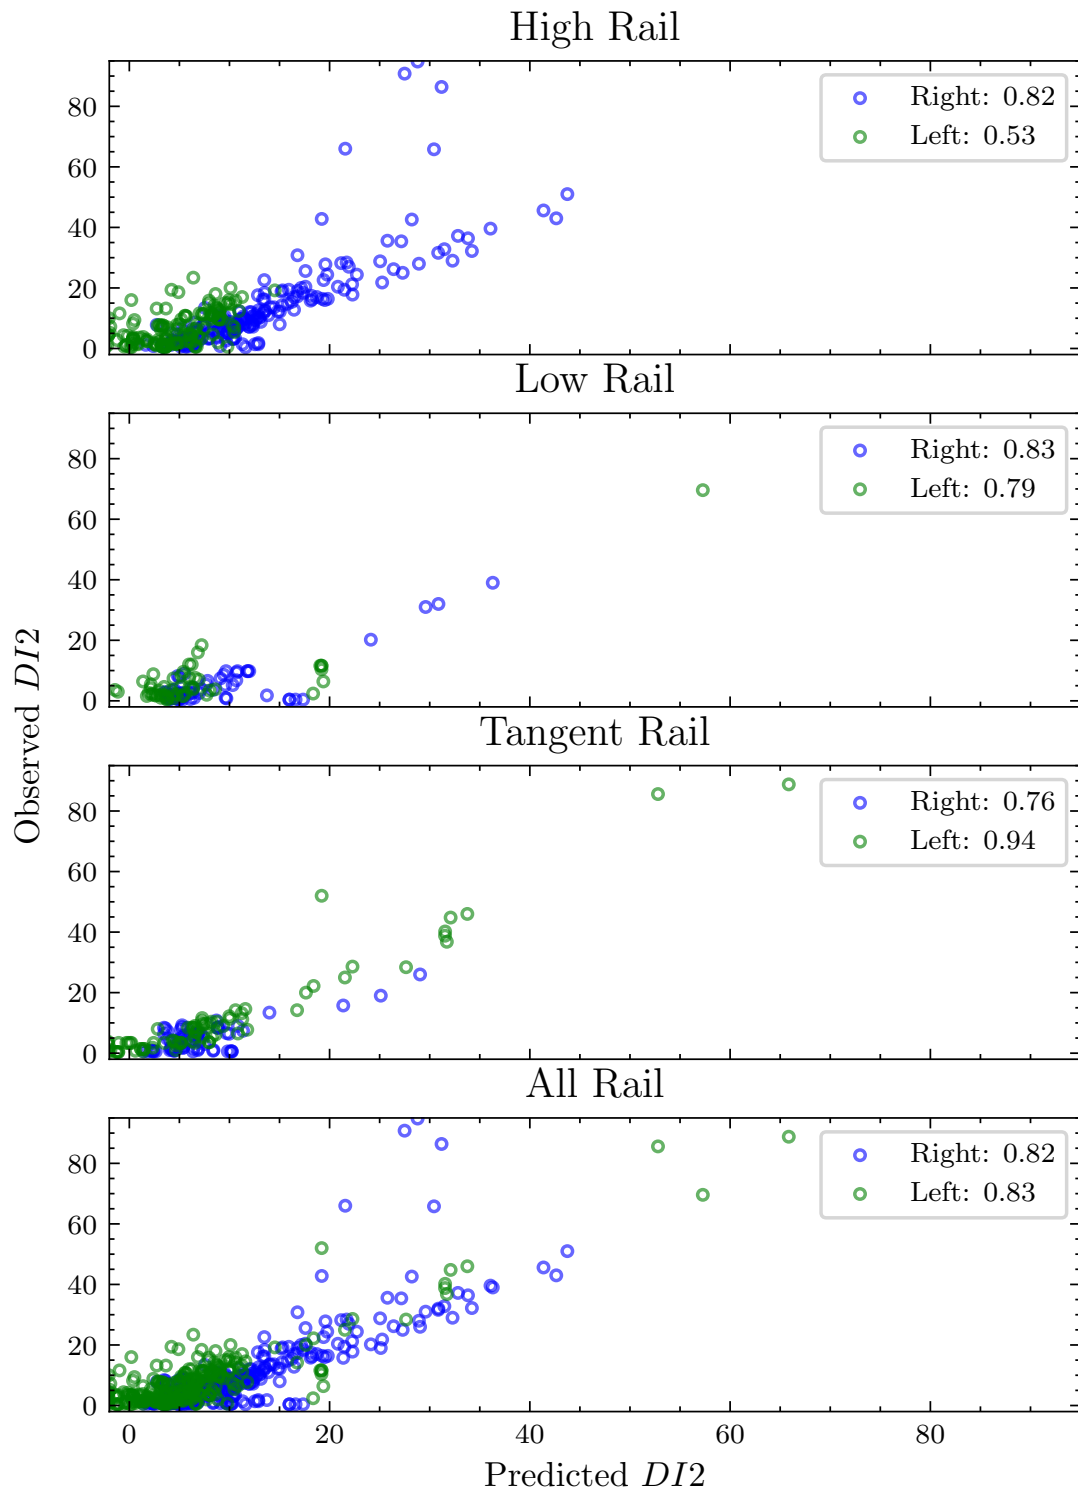 High Rail
80
60
40
20
0
Right: 0.82
Left: 0.53
Low Rail
80
60
40
20
0
Right: 0.83
Left: 0.79
Tangent Rail
80
60
40
20
0
Right: 0.76
Left: 0.94
All Rail
80
60
40
20
0
Right: 0.82
Left: 0.83
0 20 40 60 80
Predicted DI2
Observed DI2